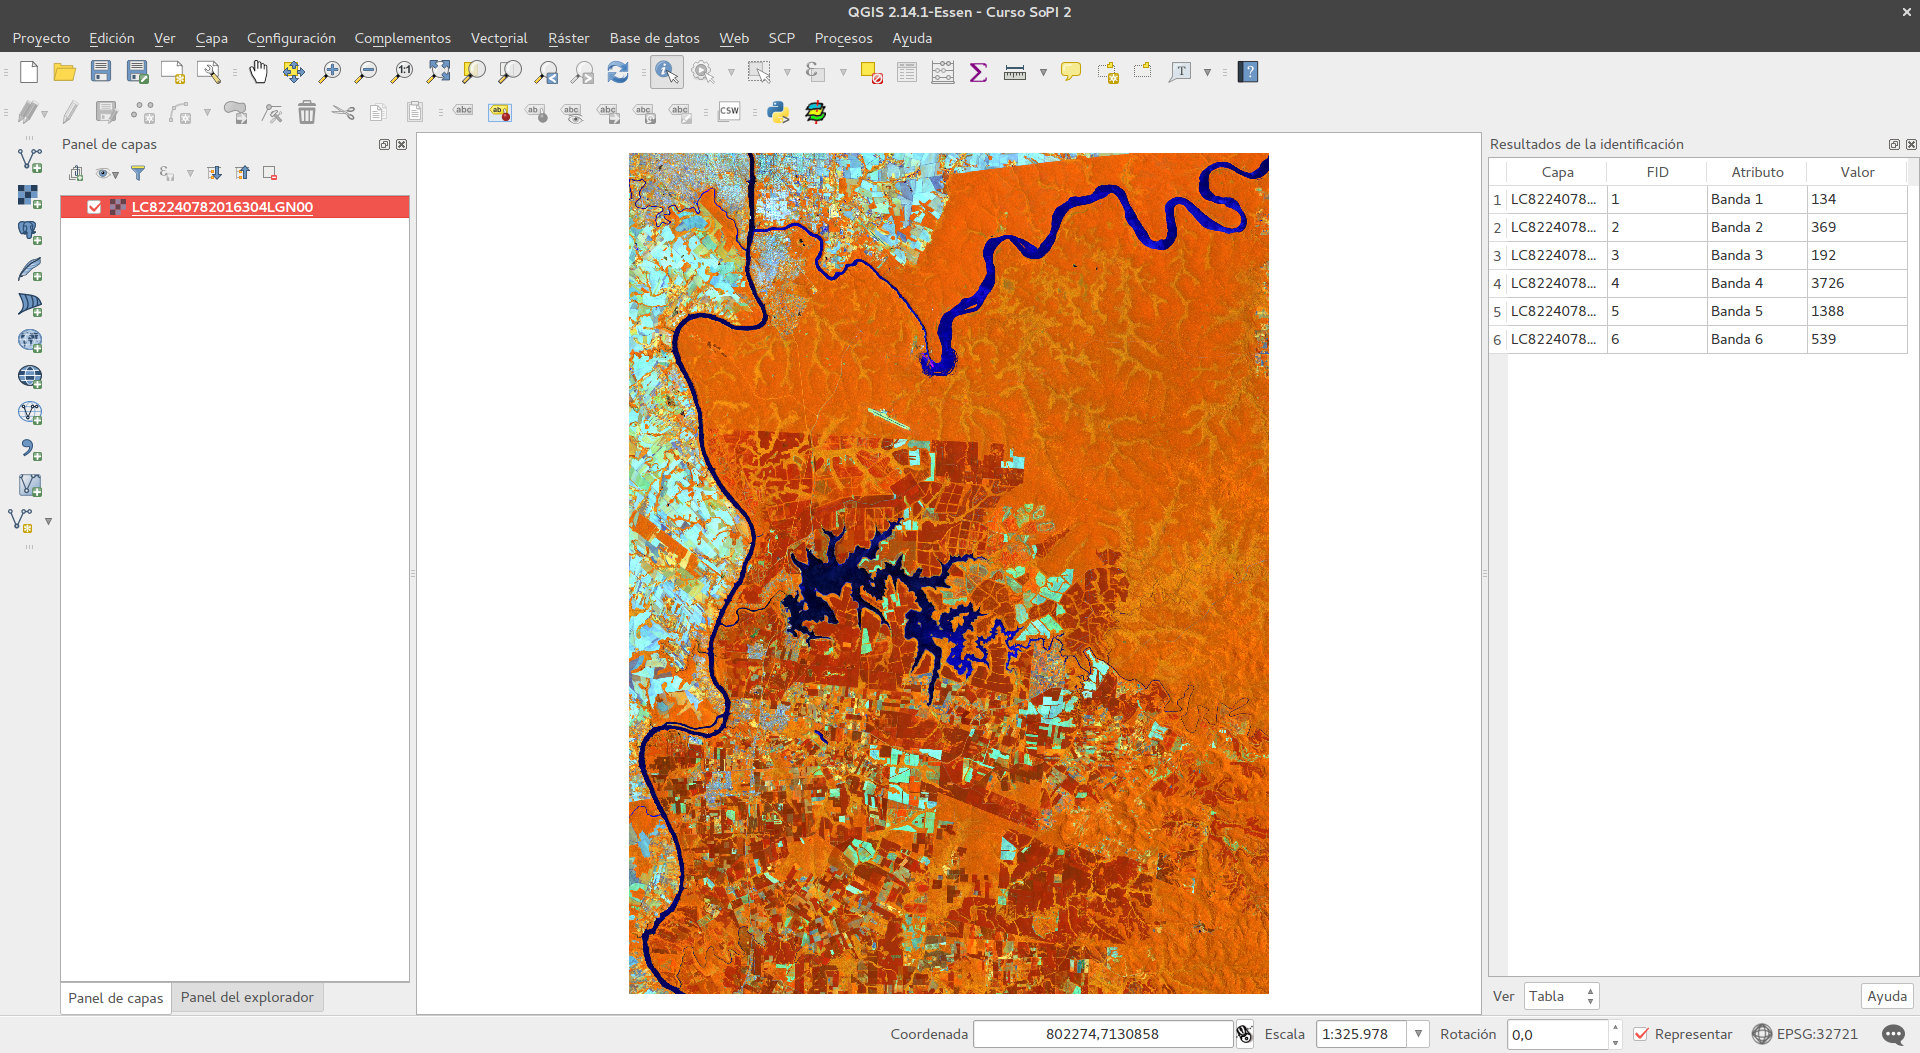 QGIS 2.14.1-Essen - Curso SoPI 2
Proyecto Edición Ver Capa Configuración Complementos Vectorial Ráster Base de datos Web SCP Procesos Ayuda
Panel de capas
LC82240782016304LGN00
Panel de capas Panel del explorador
Resultados de la identificación
Capa FID Atributo Valor
1 LC8224078... 1 Banda 1 134
2 LC8224078... 2 Banda 2 369
3 LC8224078... 3 Banda 3 192
4 LC8224078... 4 Banda 4 3726
5 LC8224078... 5 Banda 5 1388
6 LC8224078... 6 Banda 6 539
Ver Tabla Ayuda
Coordenada 802274,7130858 Escala 1:325.978 Rotación 0,0 Representar EPSG:32721